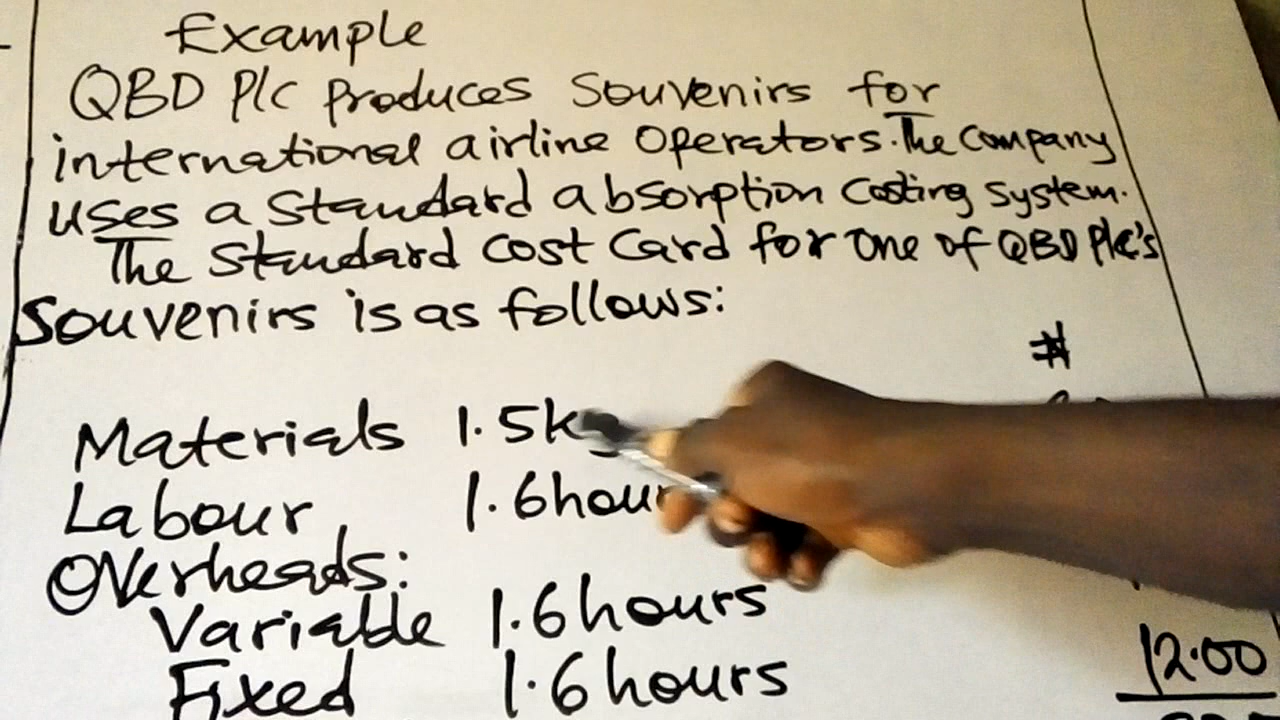 Example
QBD Plc produces Souvenirs for
international airline operators. The Company
uses a standard absorption costing system.
The standard cost card for one of QBD Plc's
Souvenirs is as follows:
#
Materials 1.5kg
Labour 1.6hour
Overheads:
Variable 1.6hours
Fixed 1.6hours 12.00